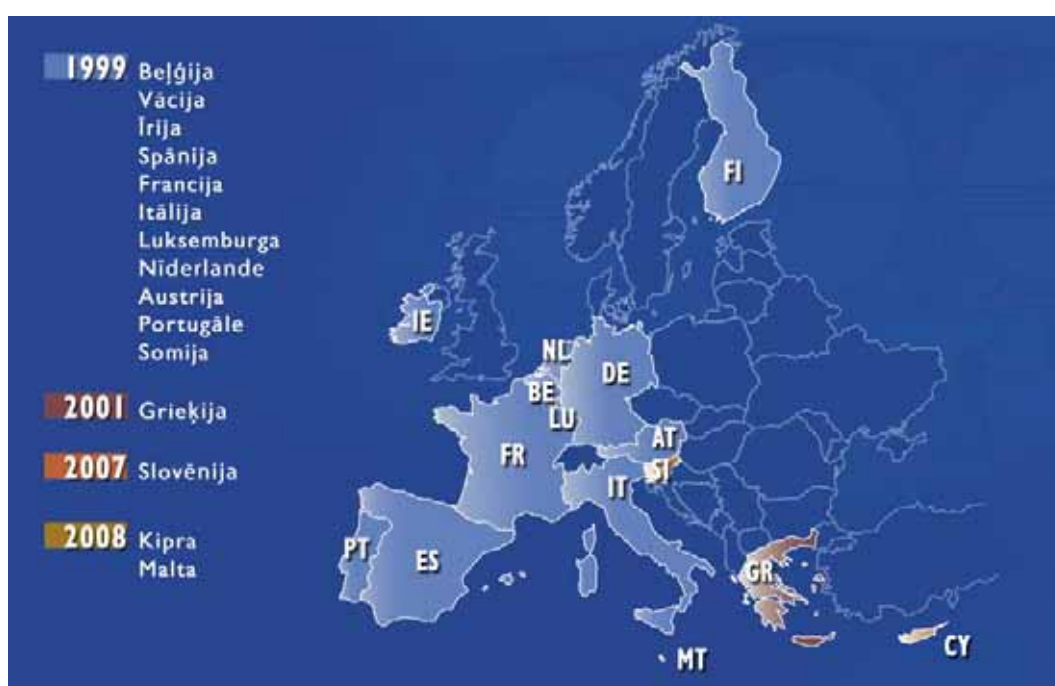 1999 Beļģija
Vācija
Īrija
Spānija
Francija
Itālija
Luksemburga
Nīderlande
Austrija
Portugāle
Somija
2001 Grieķija
2007 Slovēnija
2008 Kipra
Malta
FI
IE
NL
DE
BE
LU
AT
FR
SI
IT
PT
ES
GR
CY
MT